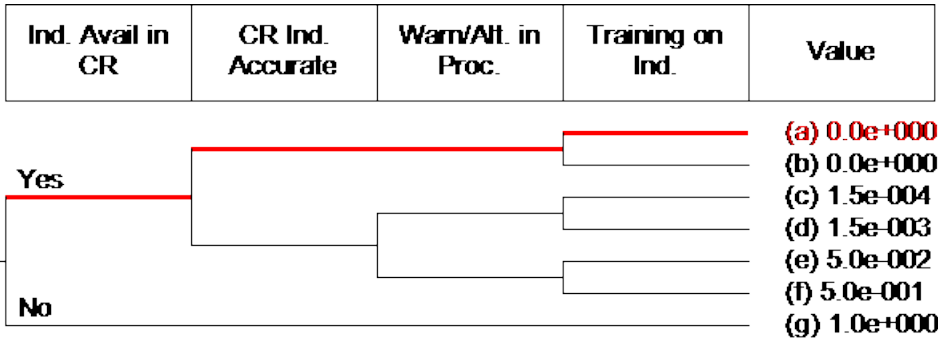 Ind. Avail in
CR
CR Ind.
Accurate
Warn/Alt. in
Proc.
Training on
Ind.
Value
Yes
No
(a) 0.0e+000
(b) 0.0e+000
(c) 1.5e-004
(d) 1.5e-003
(e) 5.0e-002
(f) 5.0e-001
(g) 1.0e+000